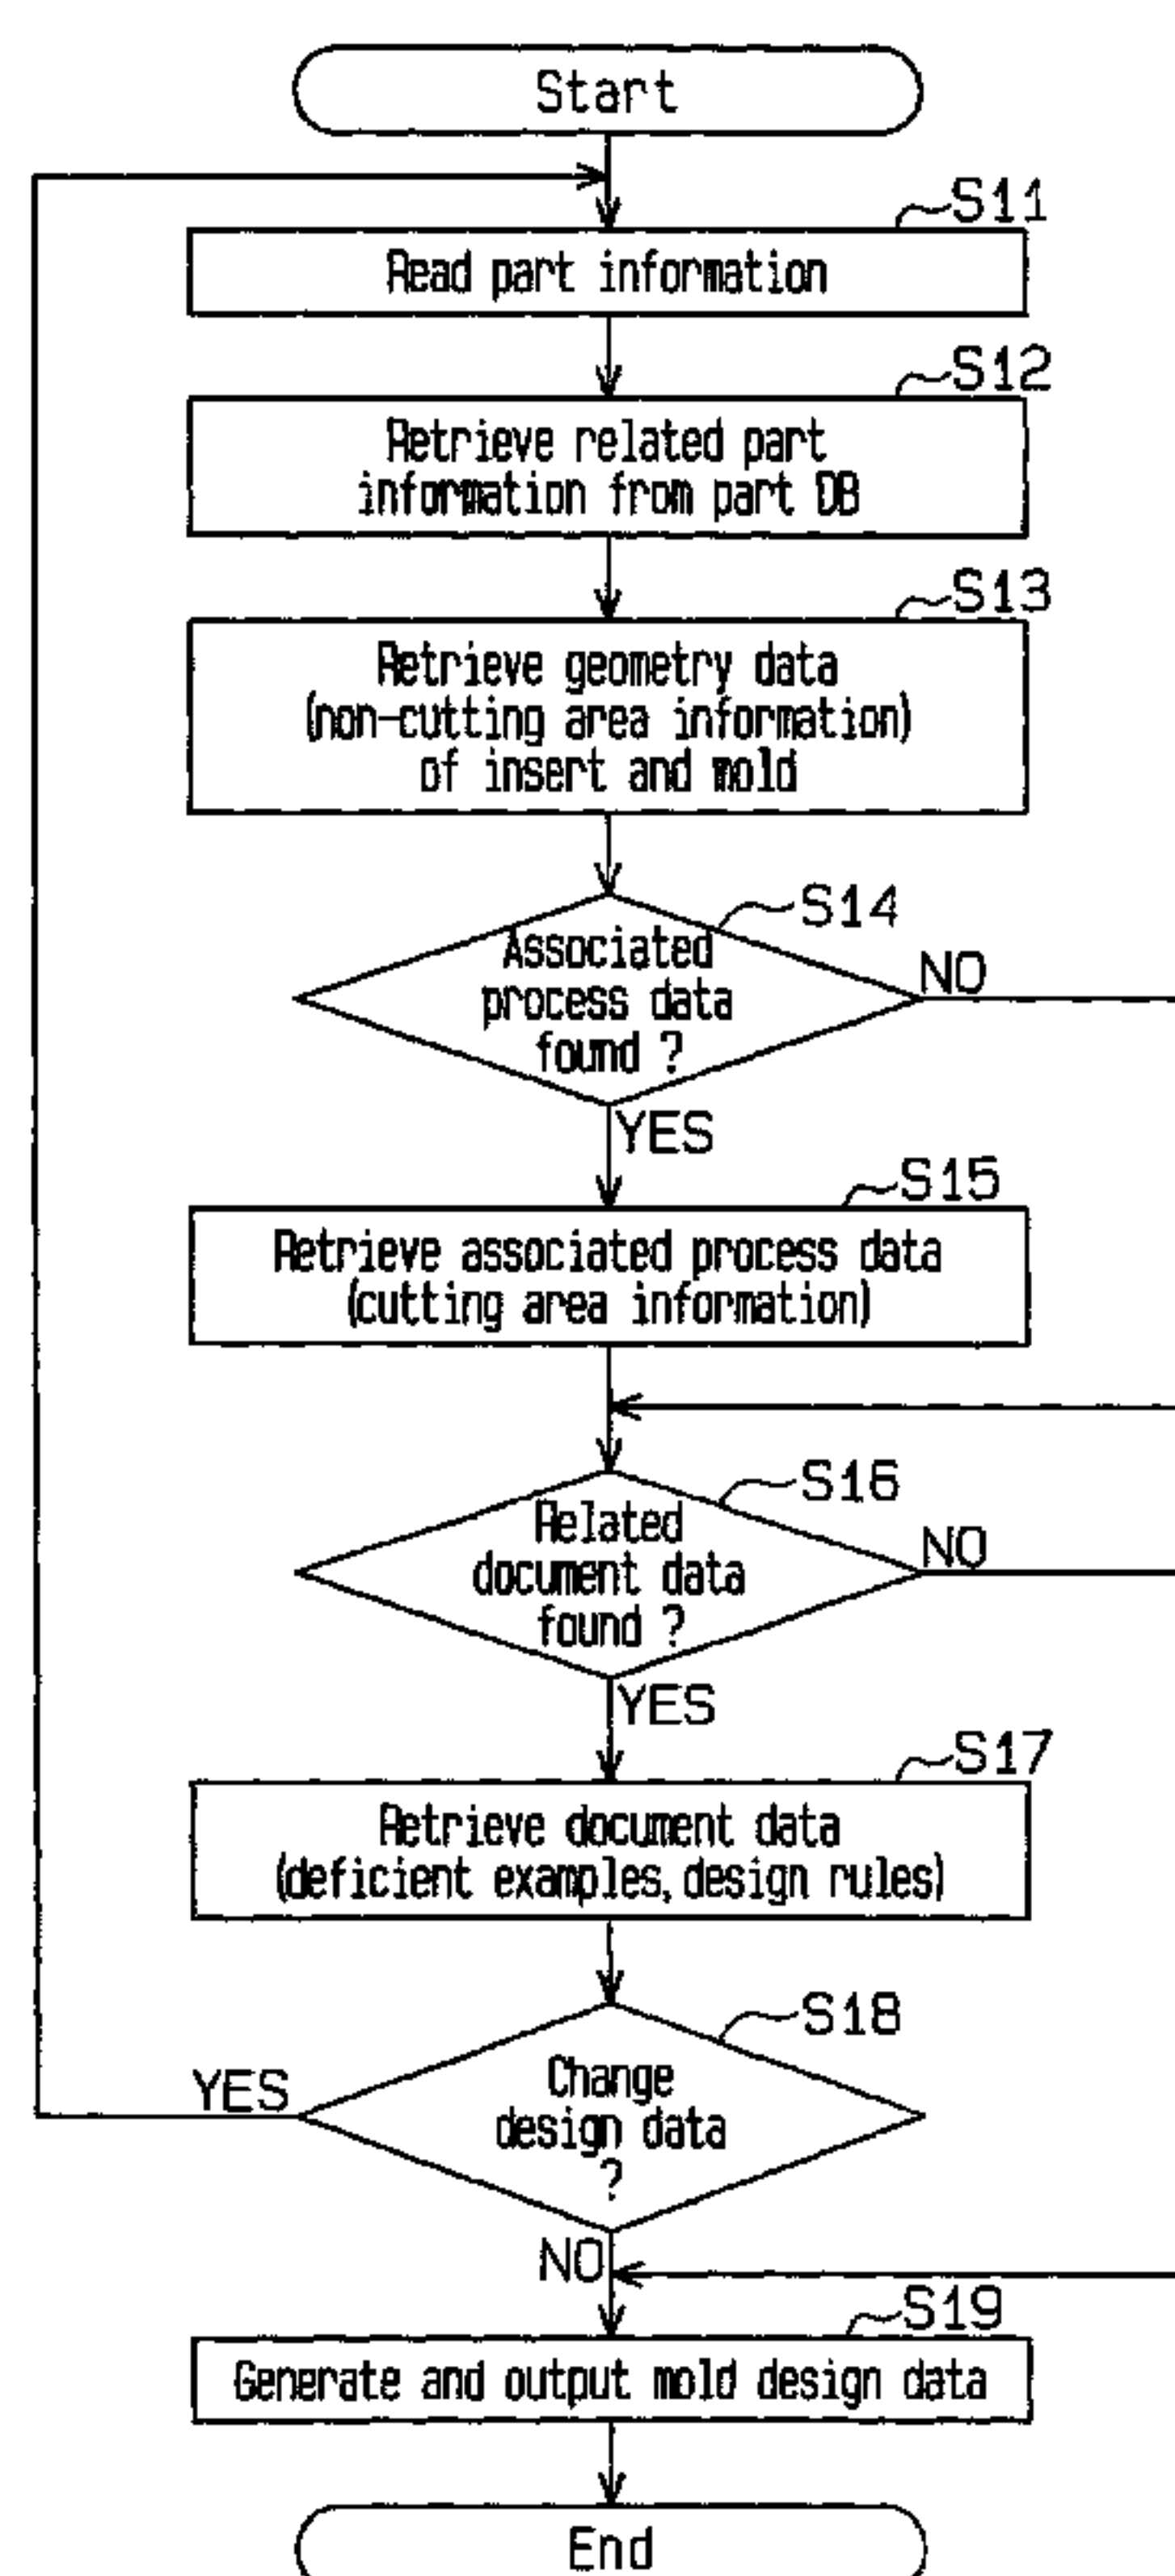 Start
S11
Read part information
S12
Retrieve related part
information from part DB
S13
Retrieve geometry data
(non-cutting area information)
of insert and mold
S14
Associated
process data
found ?
NO
YES
S15
Retrieve associated process data
(cutting area information)
S16
Related
document data
found ?
NO
YES
S17
Retrieve document data
(deficient examples, design rules)
S18
Change
design data
?
YES
NO
S19
Generate and output mold design data
End